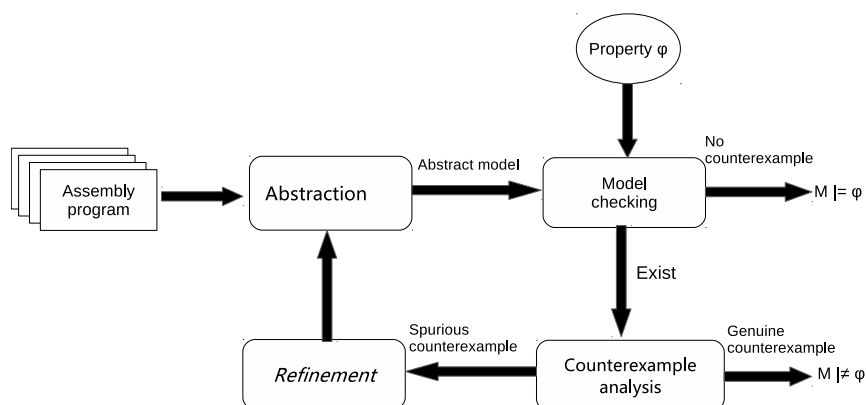 Property φ
No
counterexample
Abstract model
Assembly
program
Abstraction
Model
checking
M |= φ
Exist
Spurious
counterexample
Genuine
counterexample
Refinement
Counterexample
analysis
M |≠ φ